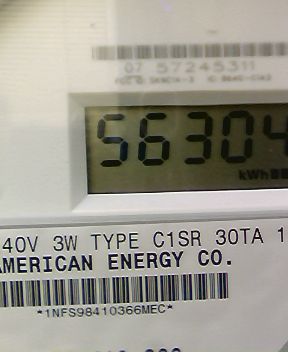 07 57245311
56304
kWh
40V 3W TYPE C1SR 30TA 1
AMERICAN ENERGY CO.
*1NFS98410366MEC*